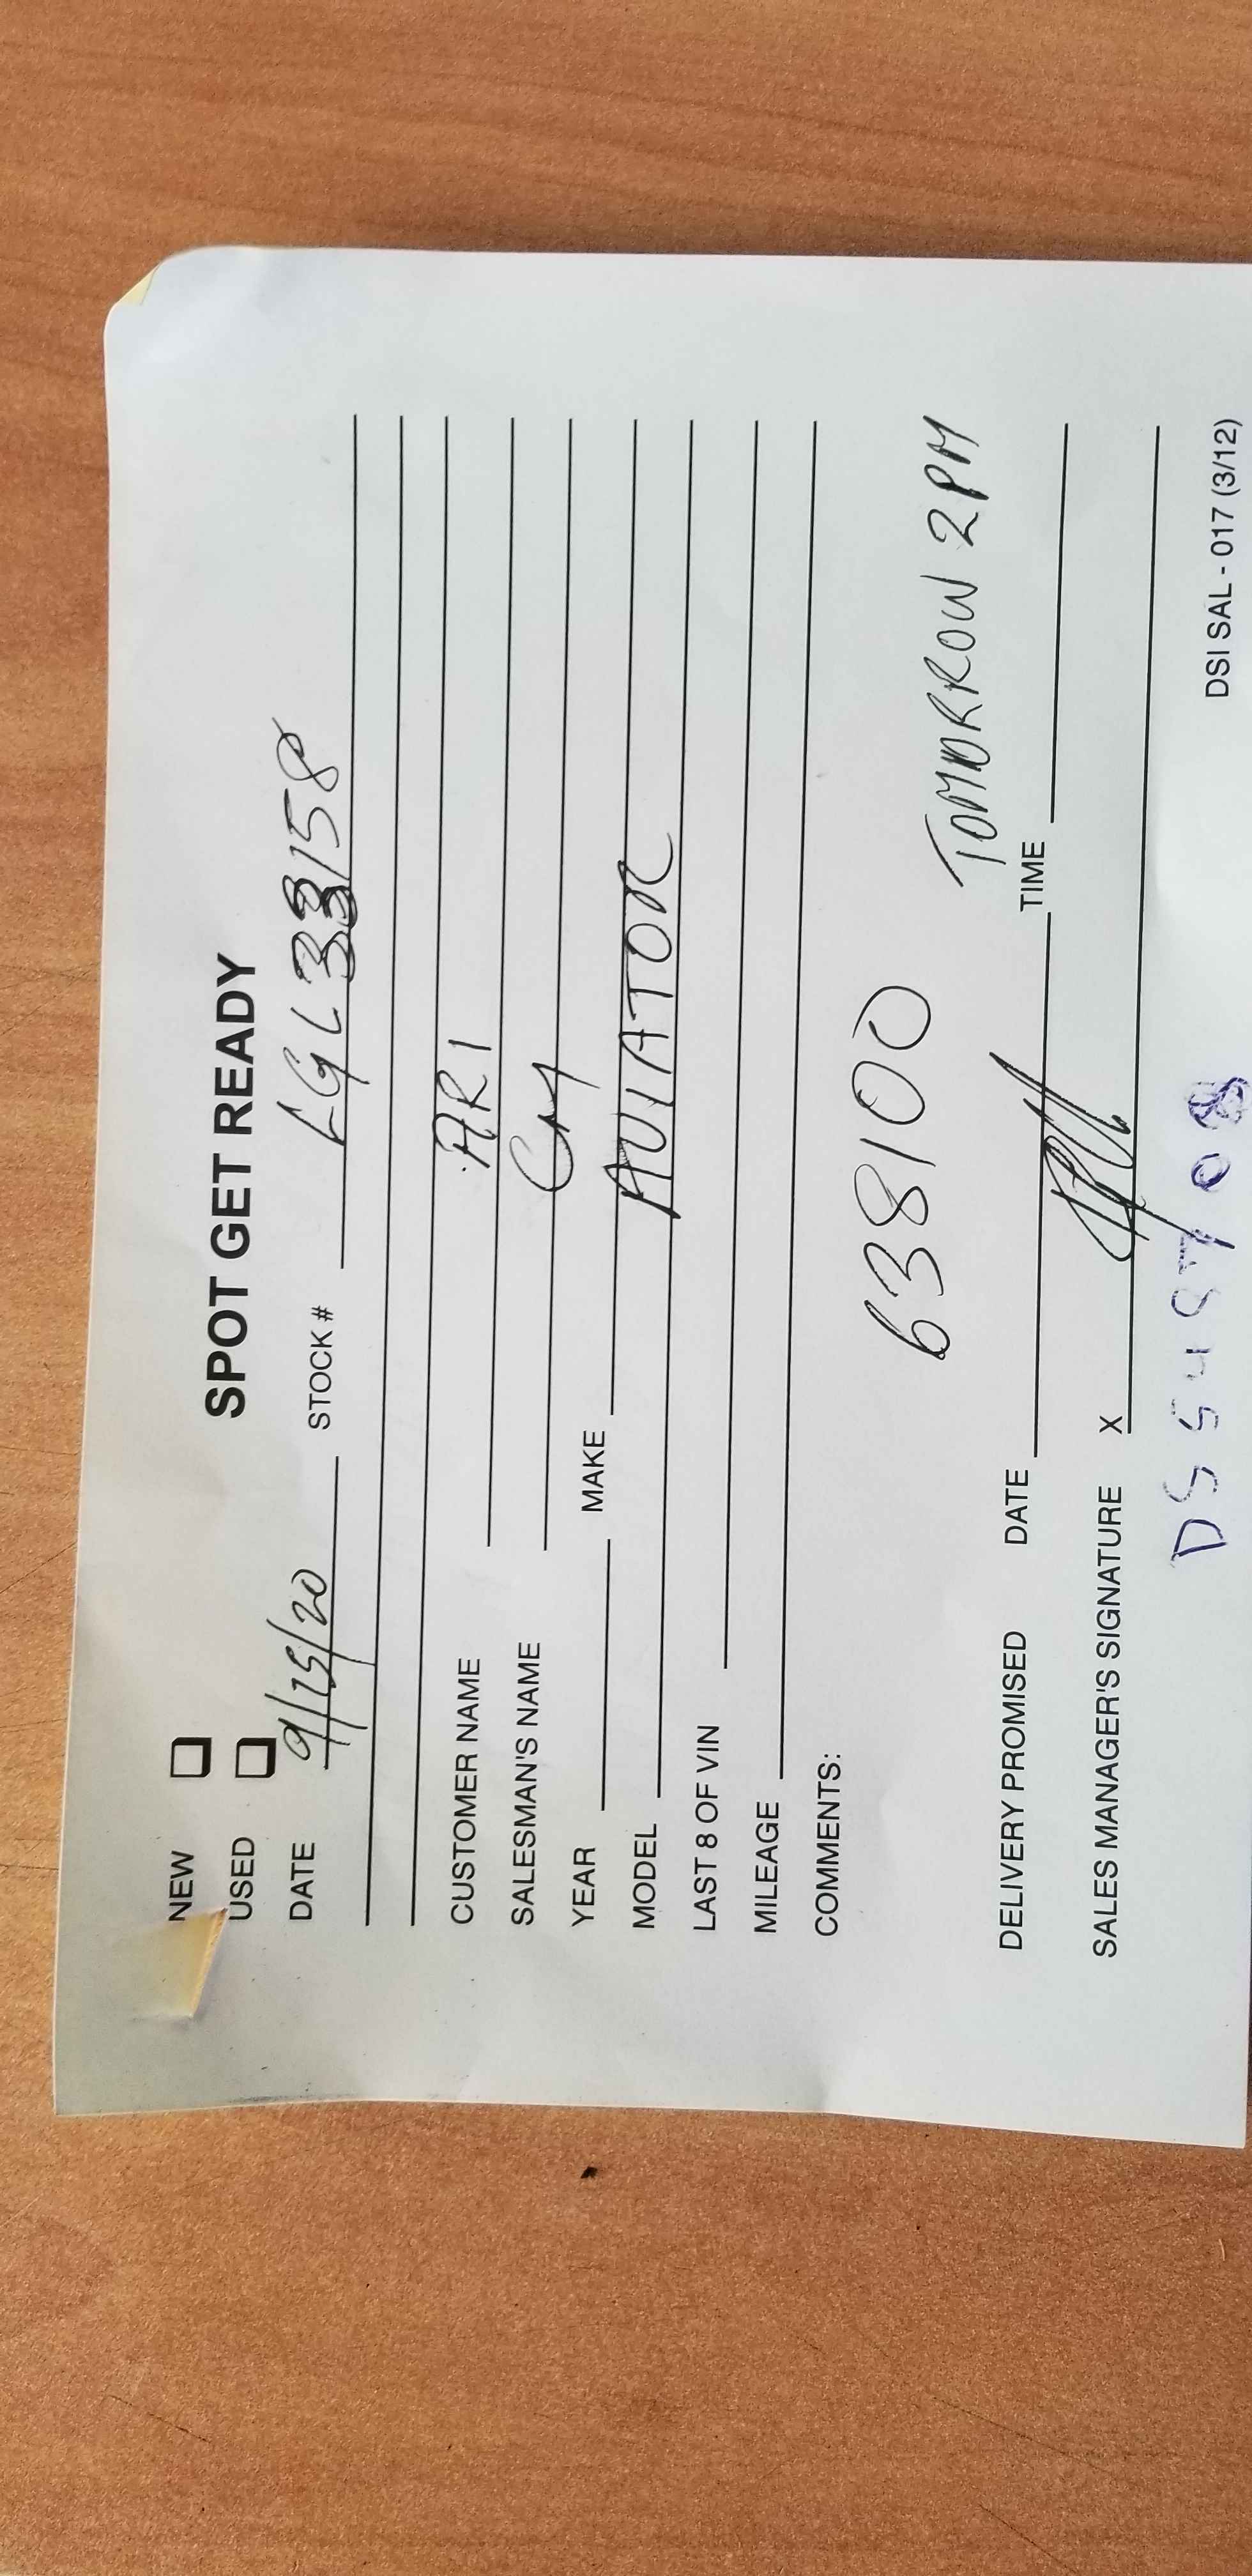 SPOT GET READY
NEW
USED
DATE 9/15/20 STOCK # LGL33158
CUSTOMER NAME ARI
SALESMAN'S NAME CM
YEAR MAKE
MODEL AVIATOR
LAST 8 OF VIN
MILEAGE
COMMENTS:
638100
TOMORROW 2PM
DELIVERY PROMISED DATE TIME
SALES MANAGER'S SIGNATURE X
DSI SAL - 017 (3/12)